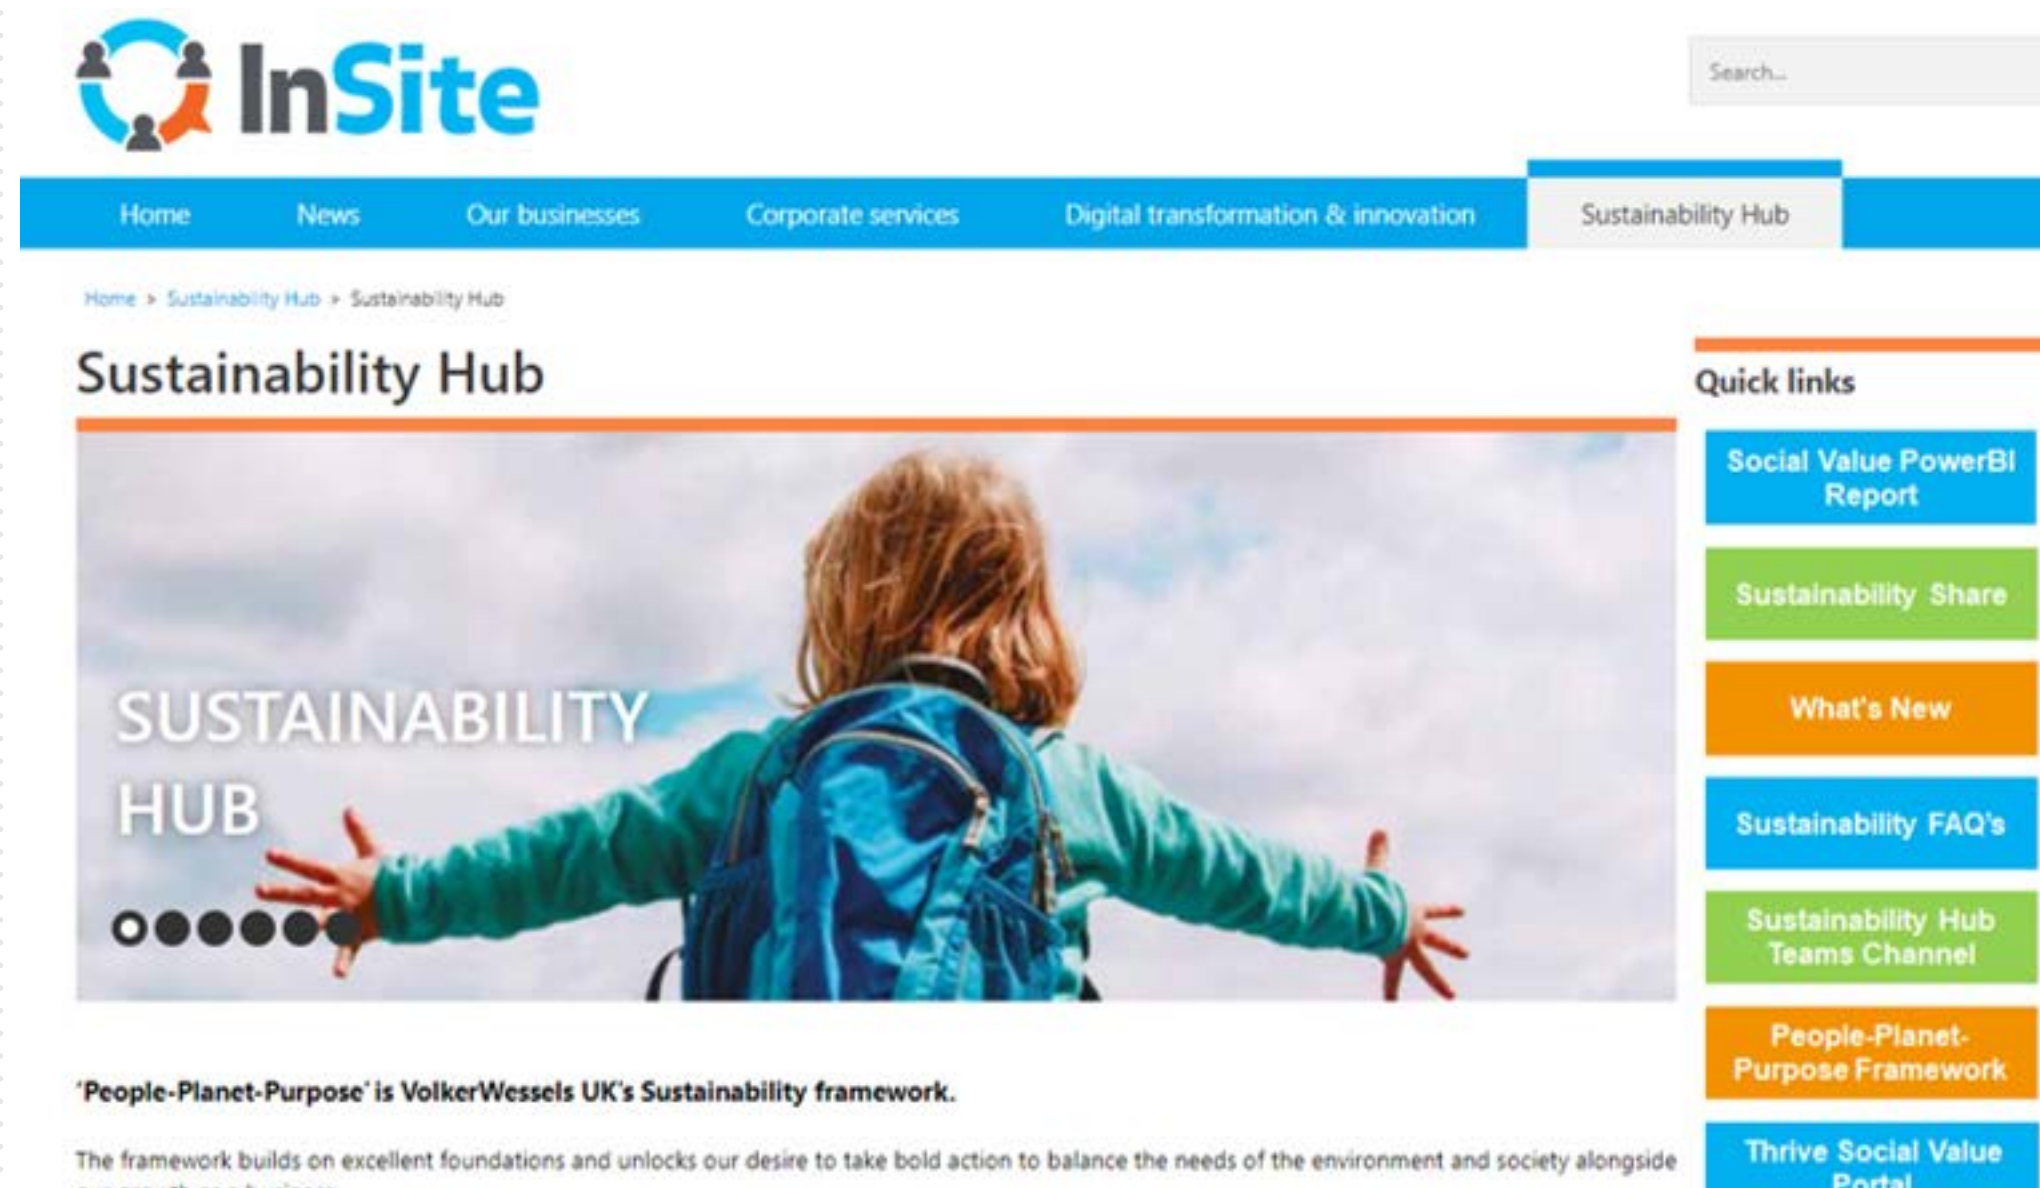 InSite
Search...
Home
News
Our businesses
Corporate services
Digital transformation & innovation
Sustainability Hub
Home > Sustainability Hub > Sustainability Hub
Sustainability Hub
SUSTAINABILITY
HUB
'People-Planet-Purpose' is VolkerWessels UK's Sustainability framework.
The framework builds on excellent foundations and unlocks our desire to take bold action to balance the needs of the environment and society alongside
Quick links
Social Value PowerBI
Report
Sustainability Share
What's New
Sustainability FAQ's
Sustainability Hub
Teams Channel
People-Planet-
Purpose Framework
Thrive Social Value
Portal